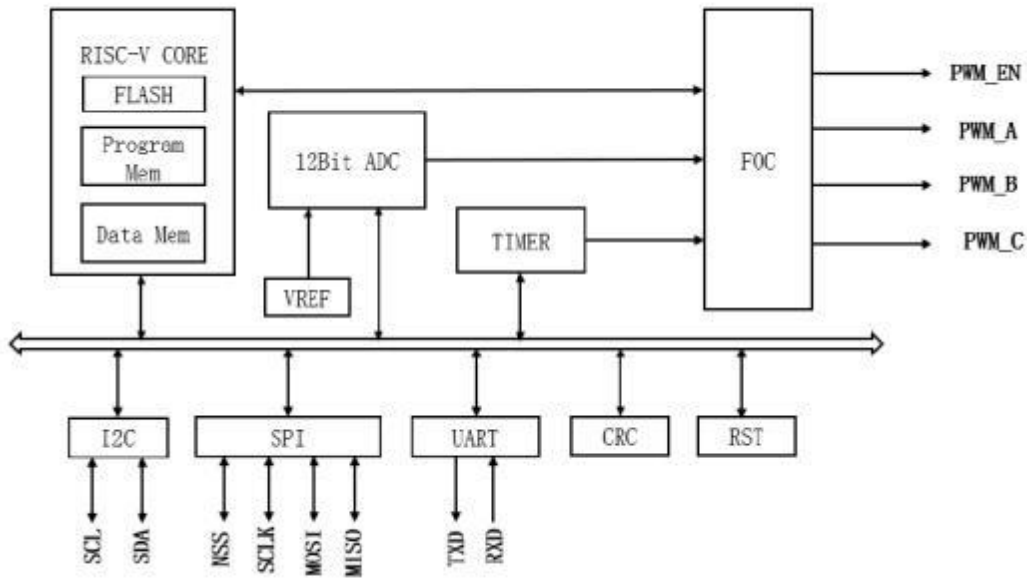 RISC-V CORE
FLASH
Program
Mem
Data Mem
12Bit ADC
VREF
TIMER
FOC
PWM_EN
PWM_A
PWM_B
PWM_C
I2C
SPI
UART
CRC
RST
SCL
SDA
NSS
SCLK
MOSI
MISO
TXD
RXD